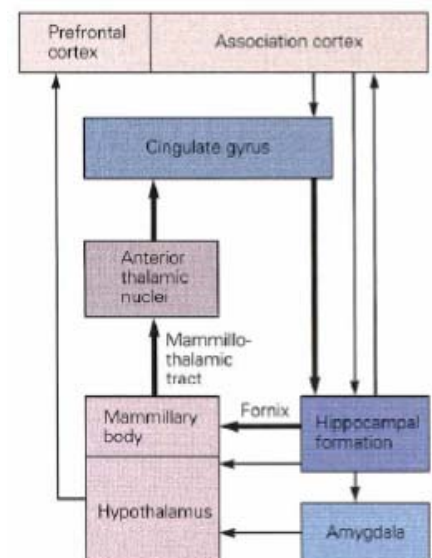 Prefrontal
cortex
Association cortex
Cingulate gyrus
Anterior
thalamic
nuclei
Mammillo-
thalamic
tract
Mammillary
body
Fornix
Hippocampal
formation
Hypothalamus
Amygdala